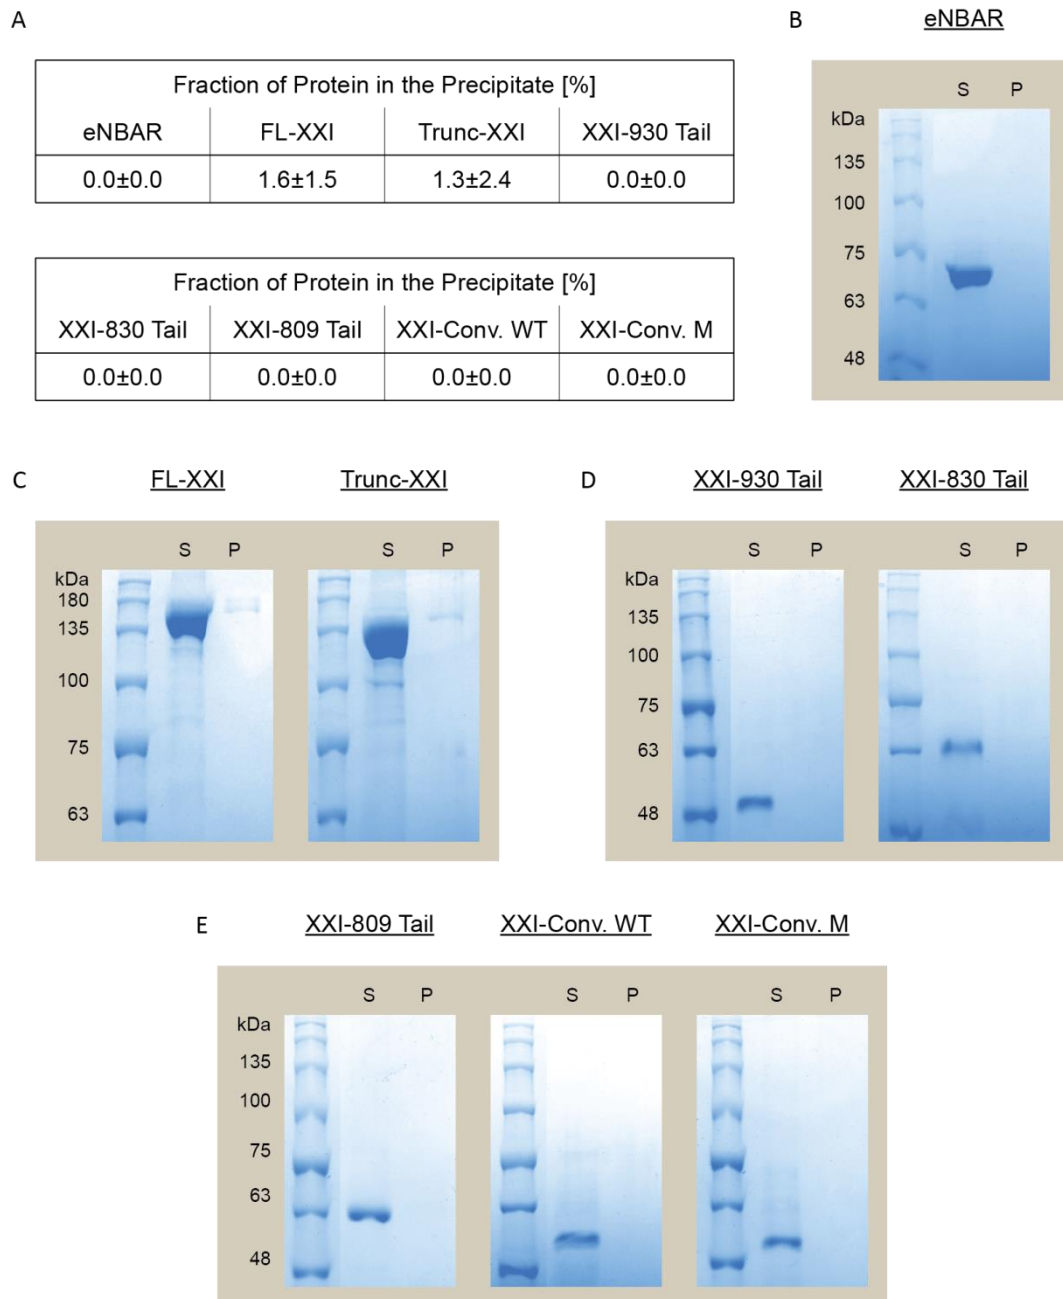 A
Fraction of Protein in the Precipitate [%]
eNBAR FL-XXI Trunc-XXI XXI-930 Tail
0.0±0.0 1.6±1.5 1.3±2.4 0.0±0.0
Fraction of Protein in the Precipitate [%]
XXI-830 Tail XXI-809 Tail XXI-Conv. WT XXI-Conv. M
0.0±0.0 0.0±0.0 0.0±0.0 0.0±0.0
B eNBAR
S P
kDa
135
100
75
63
48
C FL-XXI Trunc-XXI
S P S P
kDa
180
135
100
75
63
D XXI-930 Tail XXI-830 Tail
S P S P
kDa
135
100
75
63
48
E XXI-809 Tail XXI-Conv. WT XXI-Conv. M
S P S P S P
kDa
135
100
75
63
48